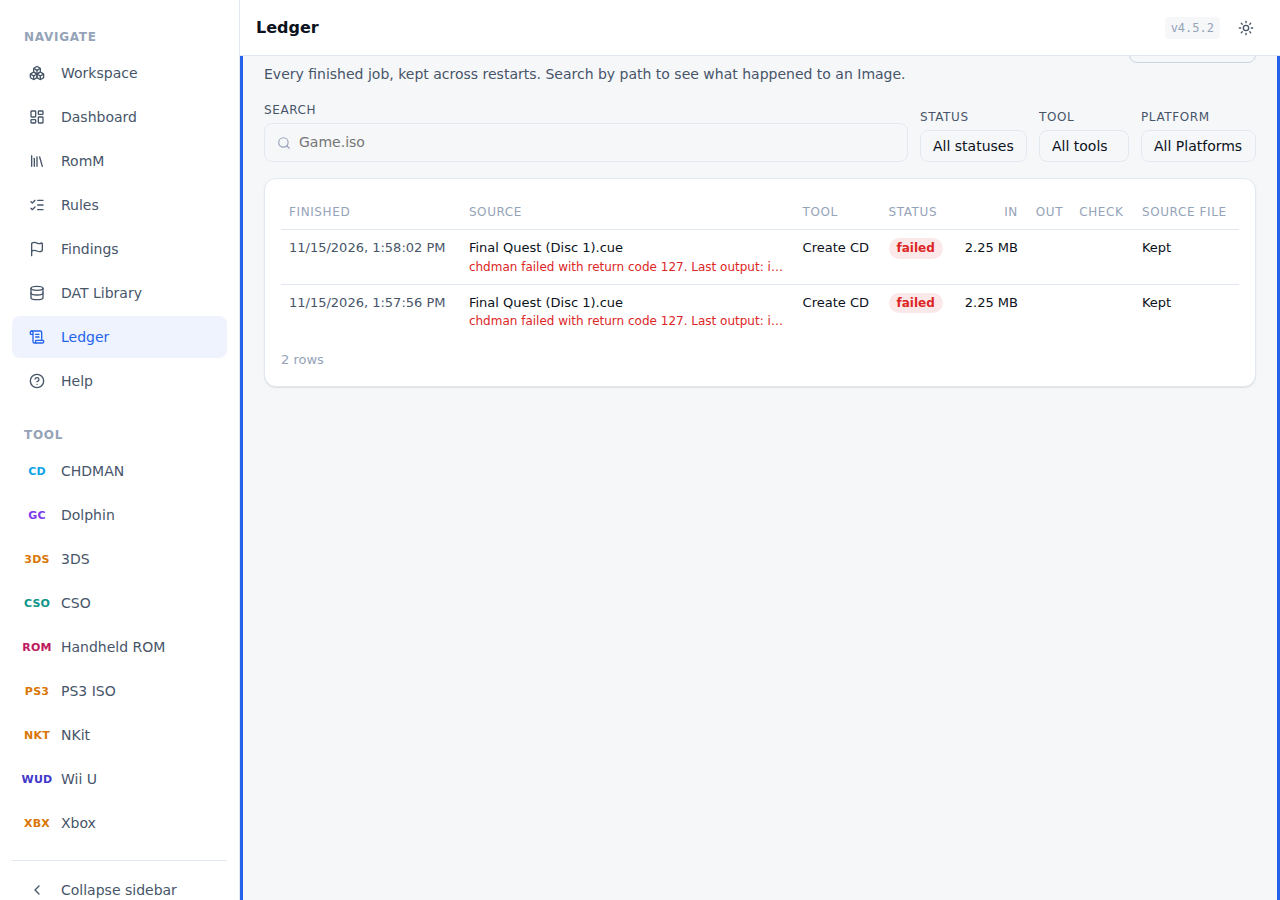 NAVIGATE
Workspace
Dashboard
RomM
Rules
Findings
DAT Library
Ledger
Help
TOOL
CD CHDMAN
GC Dolphin
3DS 3DS
CSO CSO
ROM Handheld ROM
PS3 PS3 ISO
NKT NKit
WUD Wii U
XBX Xbox
Collapse sidebar
Ledger
v4.5.2
Every finished job, kept across restarts. Search by path to see what happened to an Image.
SEARCH
Game.iso
STATUS
All statuses
TOOL
All tools
PLATFORM
All Platforms
FINISHED SOURCE TOOL STATUS IN OUT CHECK SOURCE FILE
11/15/2026, 1:58:02 PM Final Quest (Disc 1).cue Create CD failed 2.25 MB Kept
chdman failed with return code 127. Last output: i…
11/15/2026, 1:57:56 PM Final Quest (Disc 1).cue Create CD failed 2.25 MB Kept
chdman failed with return code 127. Last output: i…
2 rows